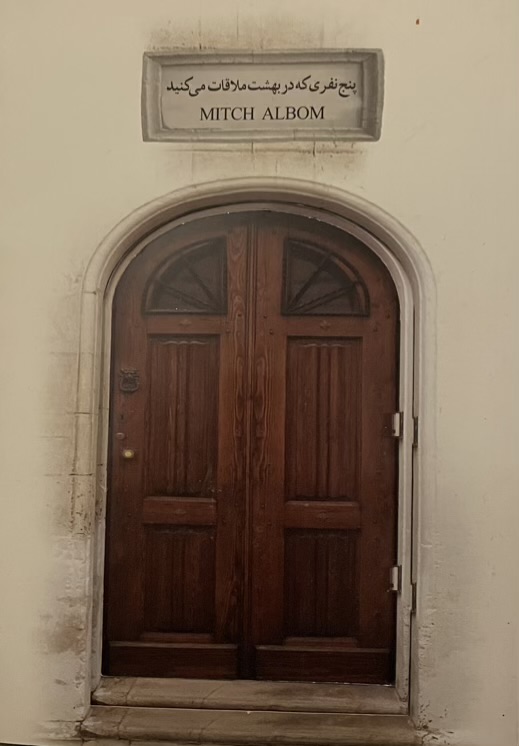 پنج نفری که در بهشت ملاقات می‌کنید
MITCH ALBOM